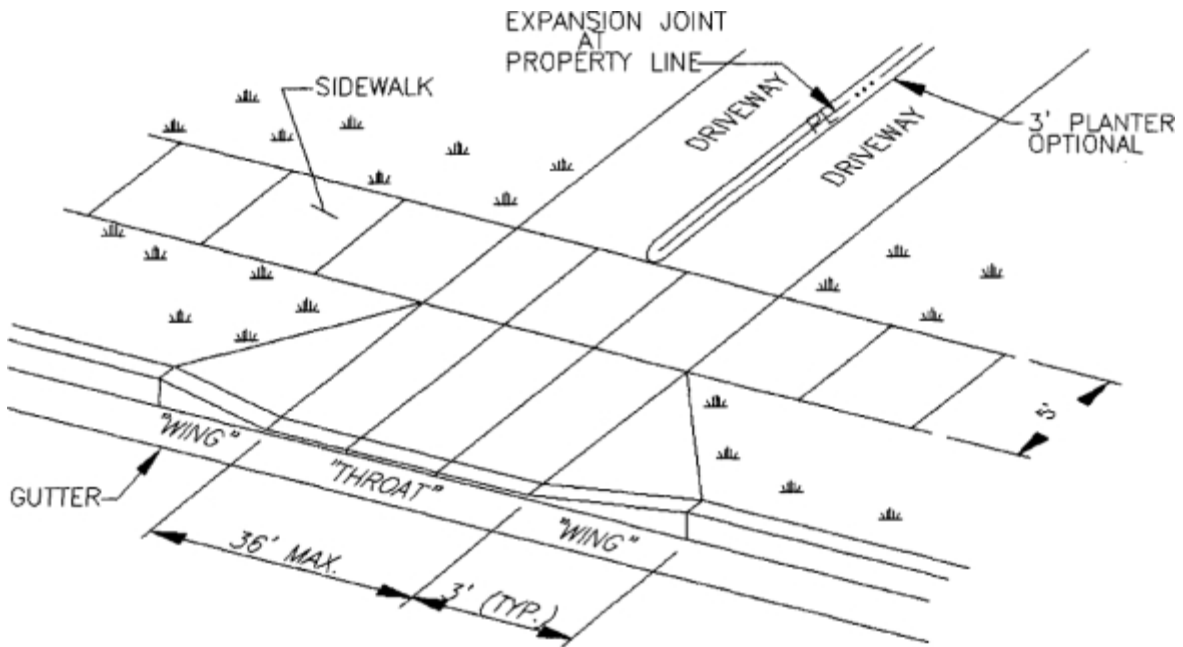 EXPANSION JOINT
AT
PROPERTY LINE
SIDEWALK
DRIVEWAY
PL
DRIVEWAY
3' PLANTER
OPTIONAL
5'
"WING"
"THROAT"
"WING"
GUTTER
36' MAX.
3' (TYP.)